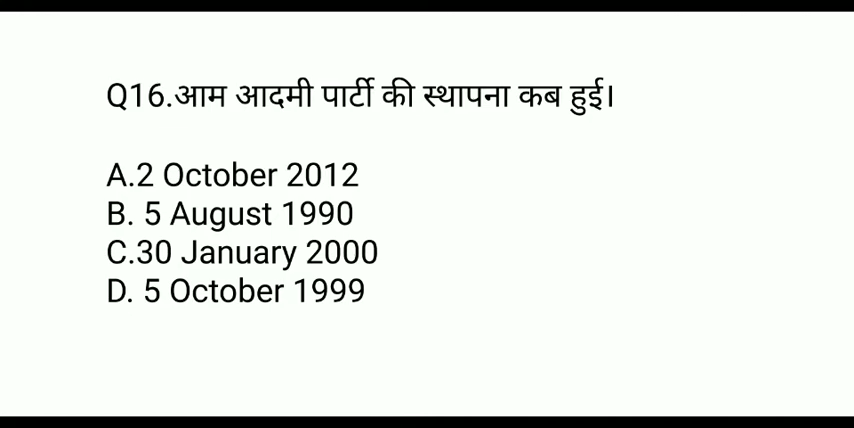 Q16.आम आदमी पार्टी की स्थापना कब हुई।
A.2 October 2012
B. 5 August 1990
C.30 January 2000
D. 5 October 1999